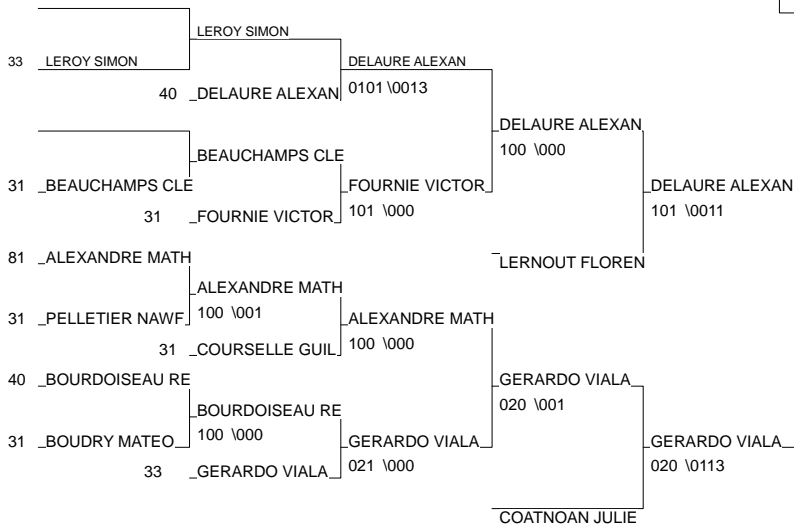 LEROY SIMON
33 LEROY SIMON DELAURE ALEXAN
40 DELAURE ALEXAN 0101 \0013
DELAURE ALEXAN
100 \000
BEAUCHAMPS CLE
31 BEAUCHAMPS CLE FOURNIE VICTOR DELAURE ALEXAN
31 FOURNIE VICTOR 101 \000 101 \0011
81 ALEXANDRE MATH LERNOUT FLOREN
ALEXANDRE MATH
31 PELLETIER NAWF 100 \001 ALEXANDRE MATH
31 COURSELLE GUIL 100 \000
40 BOURDOISEAU RE GERARDO VIALA
020 \001
BOURDOISEAU RE
31 BOUDRY MATEO 100 \000 GERARDO VIALA GERARDO VIALA
33 GERARDO VIALA 021 \000 020 \0113
COATNOAN JULIE